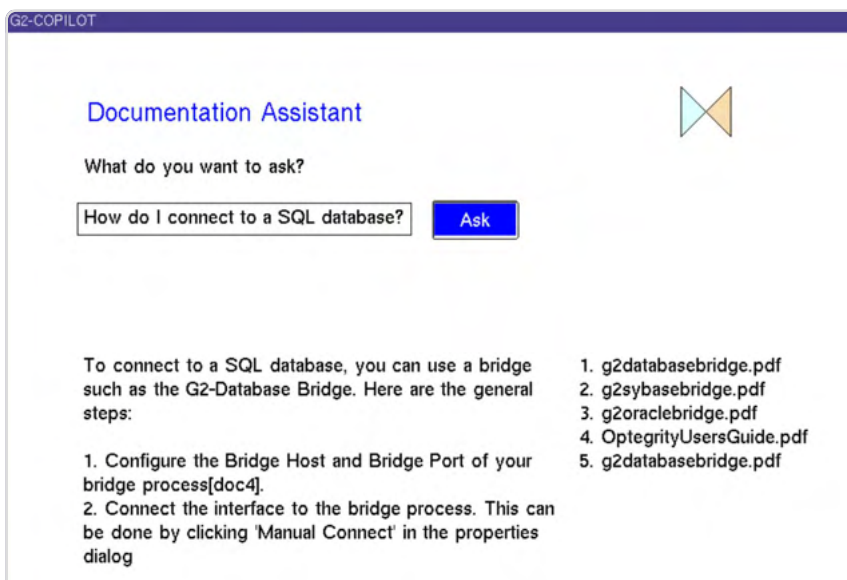 G2-COPILOT
Documentation Assistant
What do you want to ask?
How do I connect to a SQL database?
Ask
To connect to a SQL database, you can use a bridge
such as the G2-Database Bridge. Here are the general
steps:
1. Configure the Bridge Host and Bridge Port of your
bridge process[doc4].
2. Connect the interface to the bridge process. This can
be done by clicking 'Manual Connect' in the properties
dialog
1. g2databasebridge.pdf
2. g2sybasebridge.pdf
3. g2oraclebridge.pdf
4. OptegrityUsersGuide.pdf
5. g2databasebridge.pdf